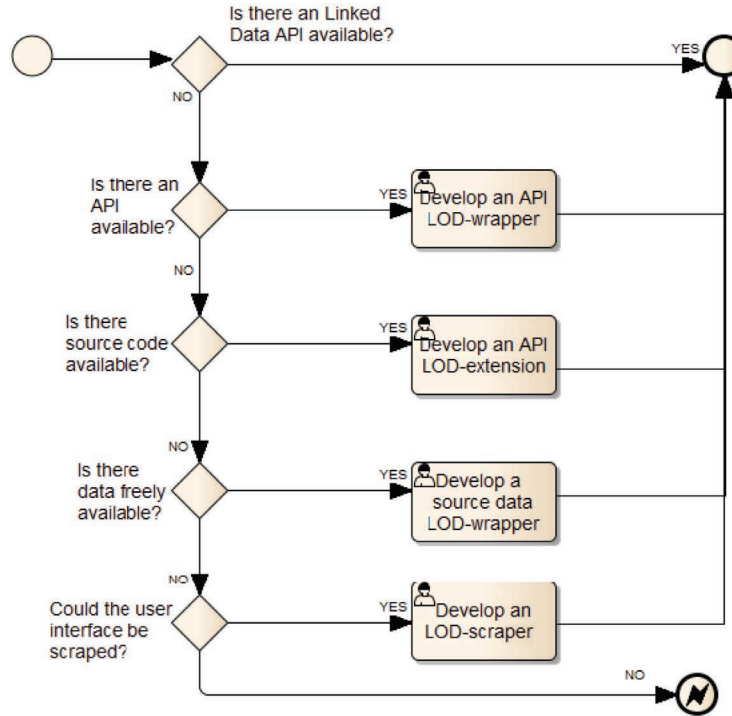 Is there an Linked
Data API available?
YES
NO
Is there an
API
available?
YES
Develop an API
LOD-wrapper
NO
Is there
source code
available?
YES
Develop an API
LOD-extension
NO
Is there
data freely
available?
YES
Develop a
source data
LOD-wrapper
NO
Could the user
interface be
scraped?
YES
Develop an
LOD-scraper
NO